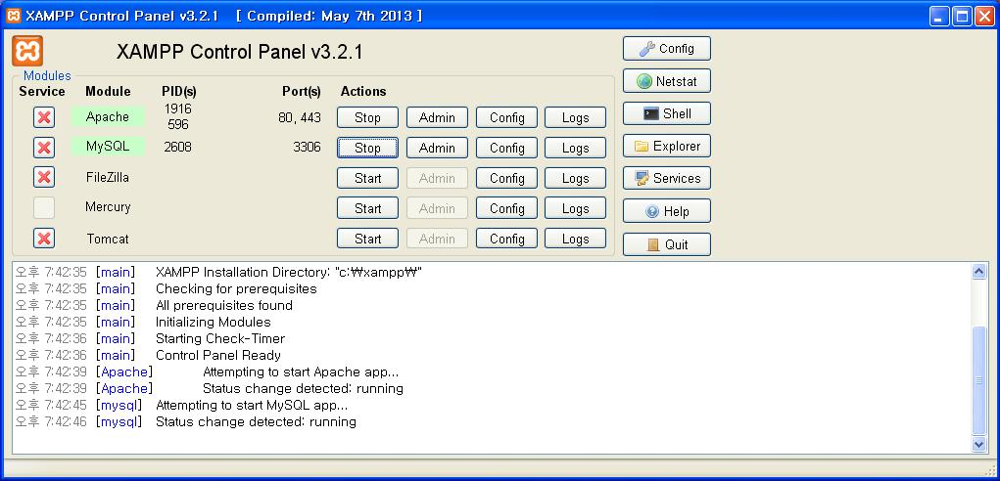 XAMPP Control Panel v3.2.1 [ Compiled: May 7th 2013 ]
XAMPP Control Panel v3.2.1
Config
Modules
Netstat
Service Module PID(s) Port(s) Actions
Apache 1916 596 80, 443 Stop Admin Config Logs
Shell
MySQL 2608 3306 Stop Admin Config Logs
Explorer
FileZilla Start Admin Config Logs
Services
Mercury Start Admin Config Logs
Help
Tomcat Start Admin Config Logs
Quit
오후 7:42:35 [main] XAMPP Installation Directory: "c:₩xampp₩"
오후 7:42:35 [main] Checking for prerequisites
오후 7:42:35 [main] All prerequisites found
오후 7:42:35 [main] Initializing Modules
오후 7:42:36 [main] Starting Check-Timer
오후 7:42:36 [main] Control Panel Ready
오후 7:42:39 [Apache] Attempting to start Apache app...
오후 7:42:39 [Apache] Status change detected: running
오후 7:42:45 [mysql] Attempting to start MySQL app...
오후 7:42:46 [mysql] Status change detected: running